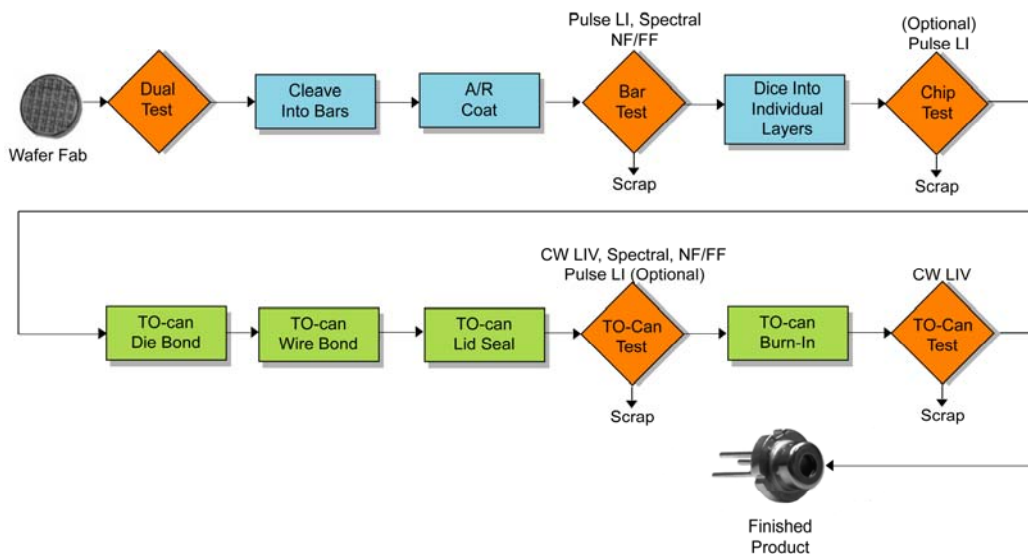 Pulse LI, Spectral
NF/FF
(Optional)
Pulse LI
Wafer Fab
Dual
Test
Cleave
Into Bars
A/R
Coat
Bar
Test
Dice Into
Individual
Layers
Chip
Test
Scrap
Scrap
CW LIV, Spectral, NF/FF
Pulse LI (Optional)
CW LIV
TO-can
Die Bond
TO-can
Wire Bond
TO-can
Lid Seal
TO-Can
Test
TO-can
Burn-In
TO-Can
Test
Scrap
Scrap
Finished
Product